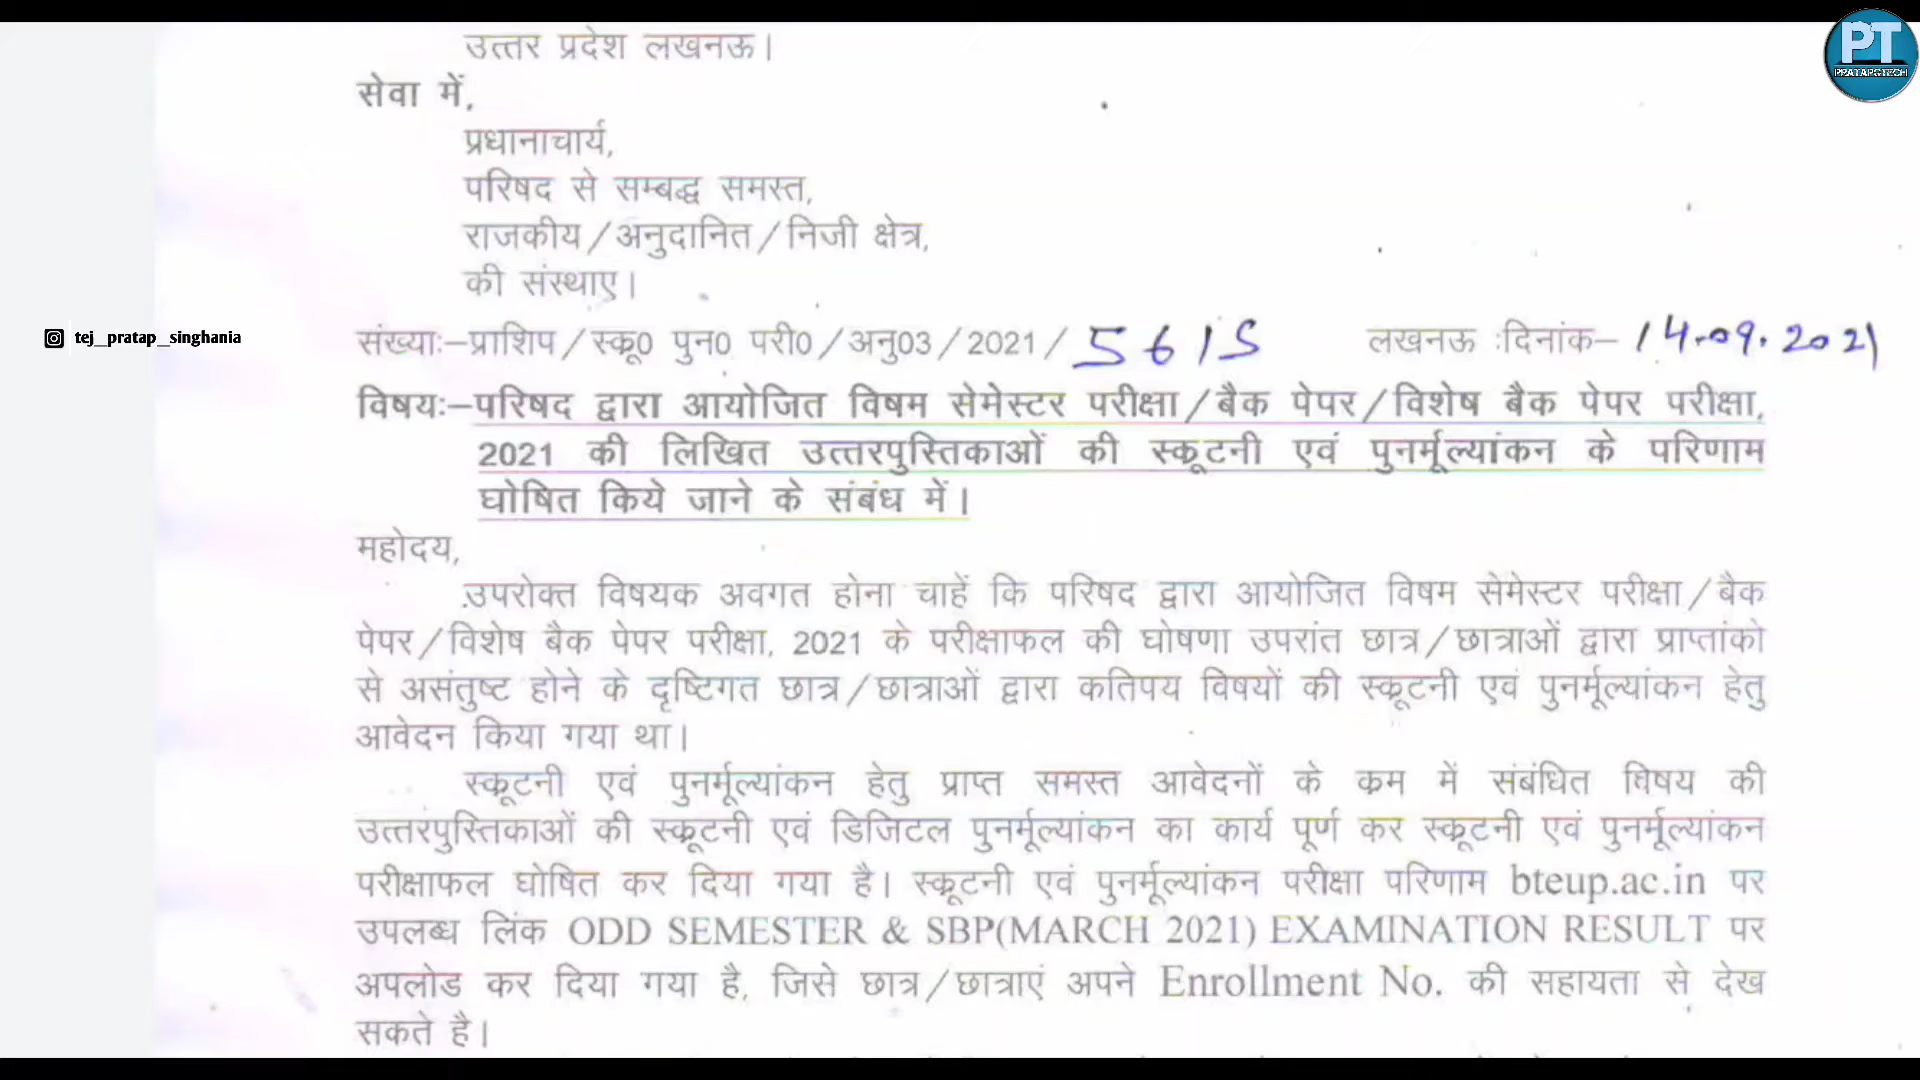 उत्तर प्रदेश लखनऊ।
PT
PRATAPGTECH
सेवा में,
प्रधानाचार्य,
परिषद से सम्बद्ध समस्त,
राजकीय/अनुदानित/निजी क्षेत्र,
की संस्थाए।
tej_pratap_singhania
संख्याः–प्राशिप/स्क्रू0 पुन0 परी0/अनु03/2021/5615 लखनऊ :दिनांक– 14.09.2021
विषयः–परिषद द्वारा आयोजित विषम सेमेस्टर परीक्षा/बैक पेपर/विशेष बैक पेपर परीक्षा,
2021 की लिखित उत्तरपुस्तिकाओं की स्क्रूटनी एवं पुनर्मूल्यांकन के परिणाम
घोषित किये जाने के संबंध में।
महोदय,
उपरोक्त विषयक अवगत होना चाहें कि परिषद द्वारा आयोजित विषम सेमेस्टर परीक्षा/बैक
पेपर/विशेष बैक पेपर परीक्षा, 2021 के परीक्षाफल की घोषणा उपरांत छात्र/छात्राओं द्वारा प्राप्तांको
से असंतुष्ट होने के दृष्टिगत छात्र/छात्राओं द्वारा कतिपय विषयों की स्क्रूटनी एवं पुनर्मूल्यांकन हेतु
आवेदन किया गया था।
स्क्रूटनी एवं पुनर्मूल्यांकन हेतु प्राप्त समस्त आवेदनों के कम में संबंधित विषय की
उत्तरपुस्तिकाओं की स्क्रूटनी एवं डिजिटल पुनर्मूल्यांकन का कार्य पूर्ण कर स्क्रूटनी एवं पुनर्मूल्यांकन
परीक्षाफल घोषित कर दिया गया है। स्क्रूटनी एवं पुनर्मूल्यांकन परीक्षा परिणाम bteup.ac.in पर
उपलब्ध लिंक ODD SEMESTER & SBP(MARCH 2021) EXAMINATION RESULT पर
अपलोड कर दिया गया है, जिसे छात्र/छात्राएं अपने Enrollment No. की सहायता से देख
सकते है।